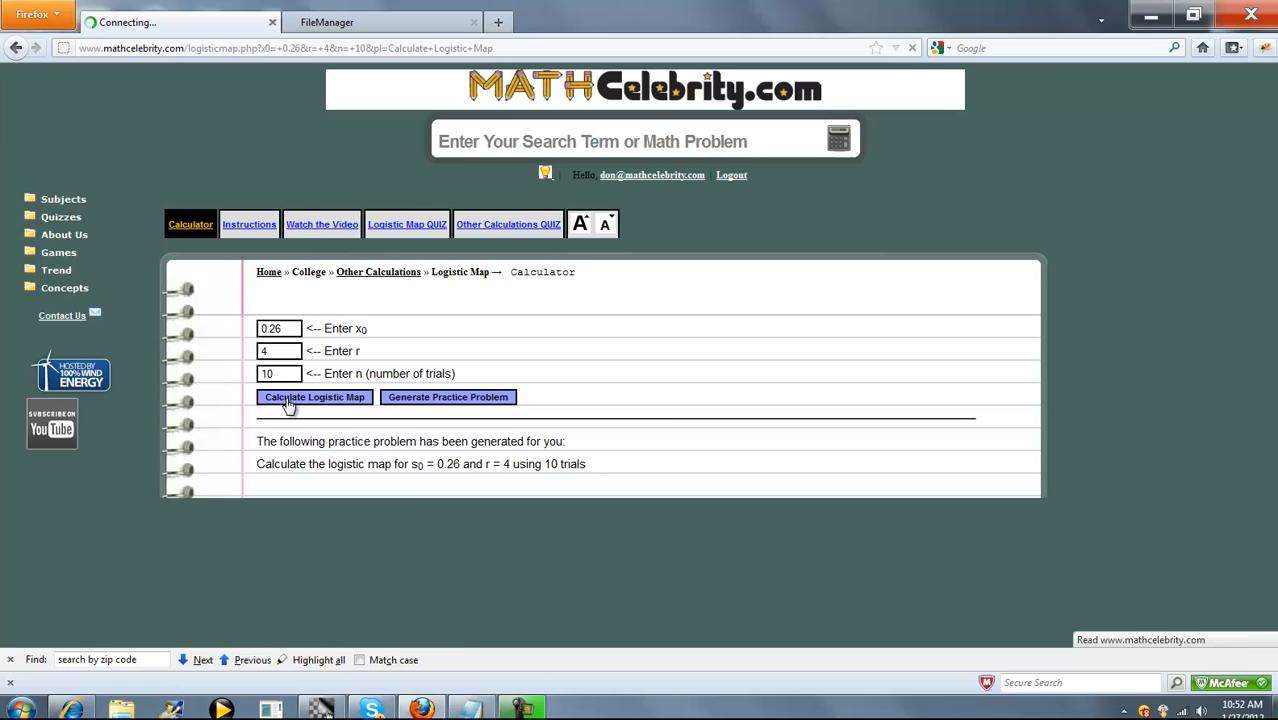 Firefox
Connecting...
FileManager
www.mathcelebrity.com/logisticmap.php?x0=+0.26&r=+4&n=+10&pl=Calculate+Logistic+Map
Google
MATHCelebrity.com
Enter Your Search Term or Math Problem
Hello, don@mathcelebrity.com | Logout
Subjects
Quizzes
About Us
Games
Trend
Concepts
Contact Us
HOSTED BY
100% WIND
ENERGY
SUBSCRIBE ON
YouTube
Calculator
Instructions
Watch the Video
Logistic Map QUIZ
Other Calculations QUIZ
A A
Home » College » Other Calculations » Logistic Map → Calculator
0.26 <-- Enter x0
4 <-- Enter r
10 <-- Enter n (number of trials)
Calculate Logistic Map
Generate Practice Problem
The following practice problem has been generated for you:
Calculate the logistic map for s0 = 0.26 and r = 4 using 10 trials
Read www.mathcelebrity.com
Find: search by zip code Next Previous Highlight all Match case
Secure Search
McAfee
10:52 AM
1/27/2012